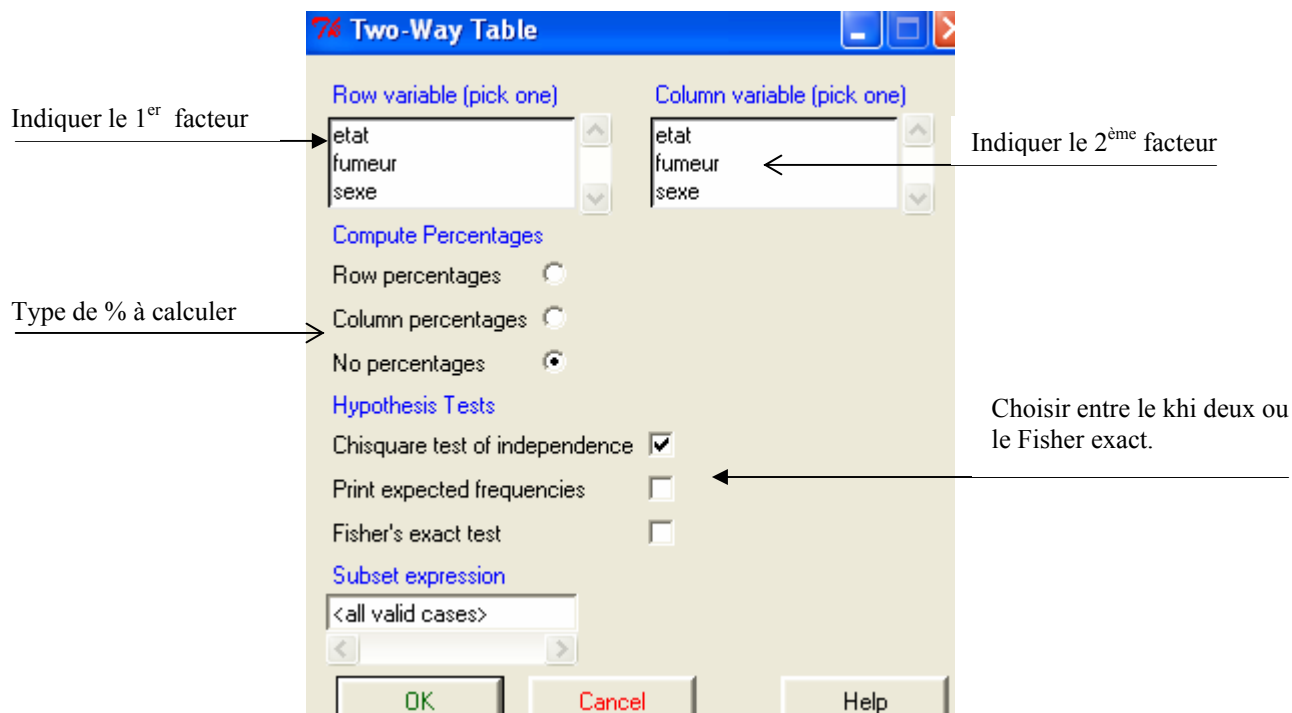 Two-Way Table
Row variable (pick one)
Column variable (pick one)
Indiquer le 1er facteur
etat
fumeur
sexe
etat
fumeur
sexe
Indiquer le 2ème facteur
Compute Percentages
Row percentages
Type de % à calculer
Column percentages
No percentages
Hypothesis Tests
Choisir entre le khi deux ou
le Fisher exact.
Chisquare test of independence
Print expected frequencies
Fisher's exact test
Subset expression
<all valid cases>
OK
Cancel
Help